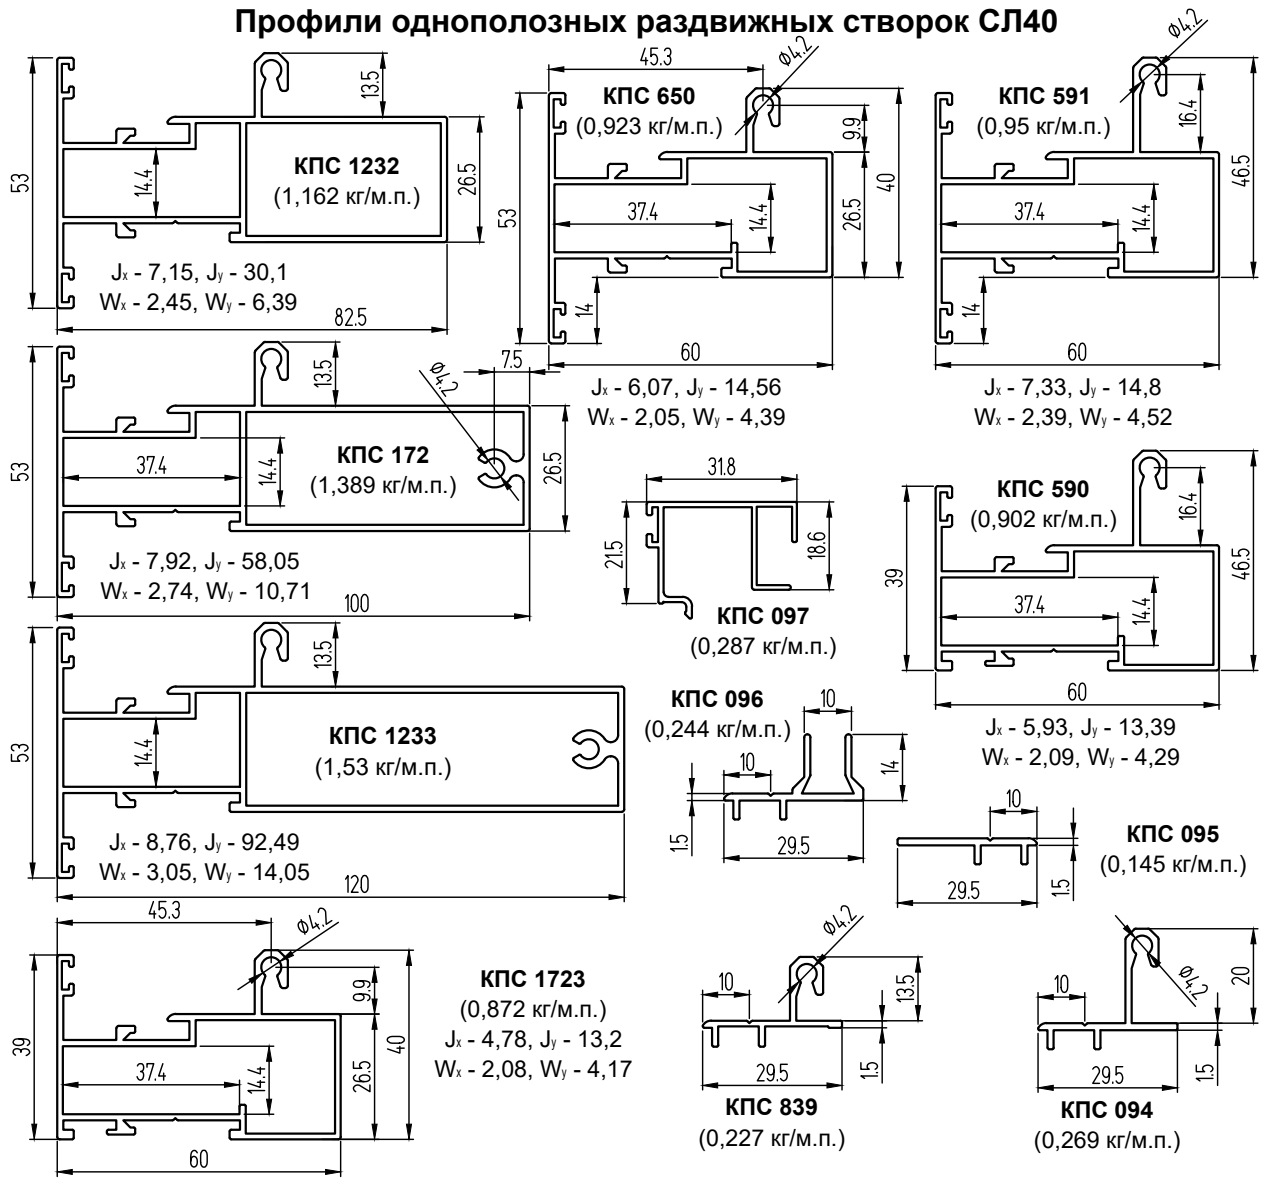 Профили однополозных раздвижных створок СЛ40
53
14.4
13.5
26.5
КПС 1232
(1,162 кг/м.п.)
Jx - 7,15, Jy - 30,1
Wx - 2,45, Wy - 6,39
82.5
45.3
Ф4.2
КПС 650
(0,923 кг/м.п.)
9.9
40
26.5
14.4
37.4
53
14
60
Jx - 6,07, Jy - 14,56
Wx - 2,05, Wy - 4,39
Ф4.2
КПС 591
(0,95 кг/м.п.)
16.4
46.5
37.4
14.4
14
60
Jx - 7,33, Jy - 14,8
Wx - 2,39, Wy - 4,52
53
13.5
Ф4.2
7.5
37.4
14.4
КПС 172
(1,389 кг/м.п.)
26.5
Jx - 7,92, Jy - 58,05
Wx - 2,74, Wy - 10,71
100
31.8
21.5
18.6
КПС 097
(0,287 кг/м.п.)
КПС 590
(0,902 кг/м.п.)
16.4
46.5
39
37.4
14.4
60
Jx - 5,93, Jy - 13,39
Wx - 2,09, Wy - 4,29
53
13.5
14.4
КПС 1233
(1,53 кг/м.п.)
Jx - 8,76, Jy - 92,49
Wx - 3,05, Wy - 14,05
120
КПС 096
(0,244 кг/м.п.)
10
10
14
1.5
29.5
10
КПС 095
(0,145 кг/м.п.)
29.5
1.5
45.3
Ф4.2
39
9.9
40
26.5
37.4
14.4
60
КПС 1723
(0,872 кг/м.п.)
Jx - 4,78, Jy - 13,2
Wx - 2,08, Wy - 4,17
Ф4.2
10
13.5
29.5
1.5
КПС 839
(0,227 кг/м.п.)
10
Ф4.2
20
29.5
1.5
КПС 094
(0,269 кг/м.п.)